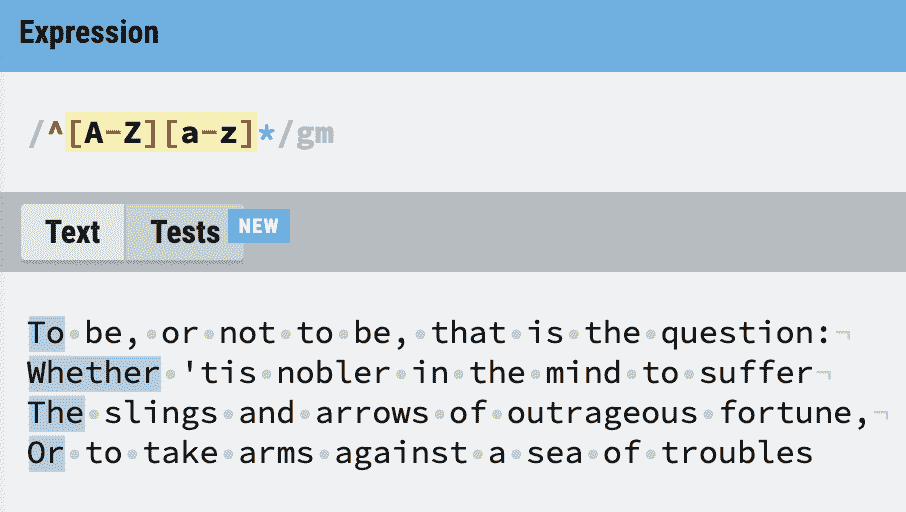 Expression
/^[A-Z][a-z]*/gm
Text Tests NEW
To be, or not to be, that is the question:
Whether 'tis nobler in the mind to suffer
The slings and arrows of outrageous fortune,
Or to take arms against a sea of troubles